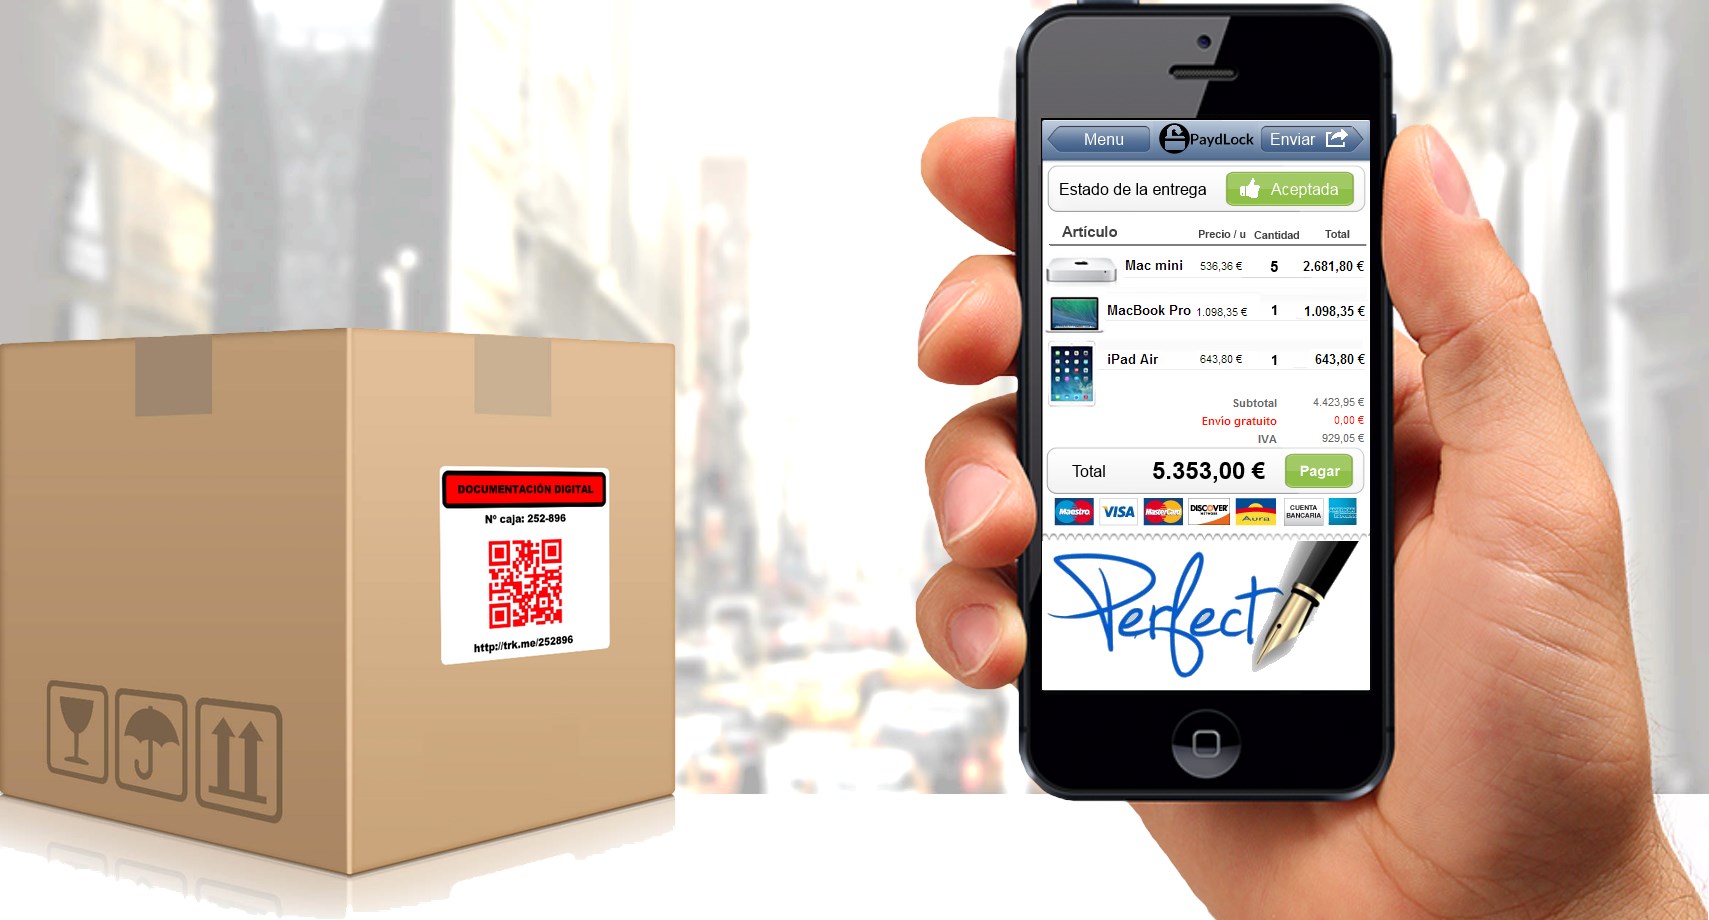 DOCUMENTACIÓN DIGITAL
Nº caja: 252-896
http://trk.me/252896
Menu
PaydLock
Enviar
Estado de la entrega
Aceptada
Artículo Precio / u Cantidad Total
Mac mini 536,36 € 5 2.681,80 €
MacBook Pro 1.098,35 € 1 1.098,35 €
iPad Air 643,80 € 1 643,80 €
Subtotal 4.423,95 €
Envío gratuito 0,00 €
IVA 929,05 €
Total 5.353,00 € Pagar
Maestro VISA MasterCard DISCOVER NETWORK Aura CUENTA BANCARIA
Perfect